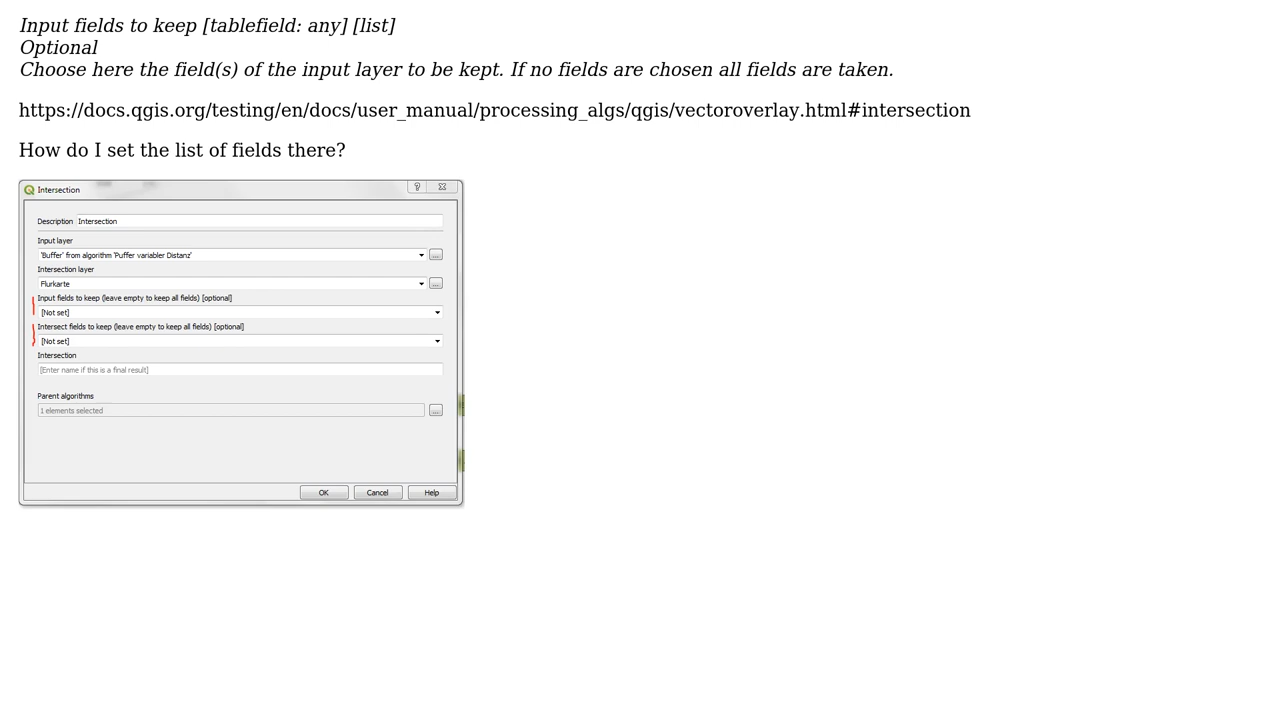 Input fields to keep [tablefield: any] [list]
Optional
Choose here the field(s) of the input layer to be kept. If no fields are chosen all fields are taken.
https://docs.qgis.org/testing/en/docs/user_manual/processing_algs/qgis/vectoroverlay.html#intersection
How do I set the list of fields there?
Intersection
Description Intersection
Input layer
'Buffer' from algorithm 'Puffer variabler Distanz'
...
Intersection layer
Flurkarte
...
Input fields to keep (leave empty to keep all fields) [optional]
[Not set]
Intersect fields to keep (leave empty to keep all fields) [optional]
[Not set]
Intersection
[Enter name if this is a final result]
Parent algorithms
1 elements selected
...
OK Cancel Help